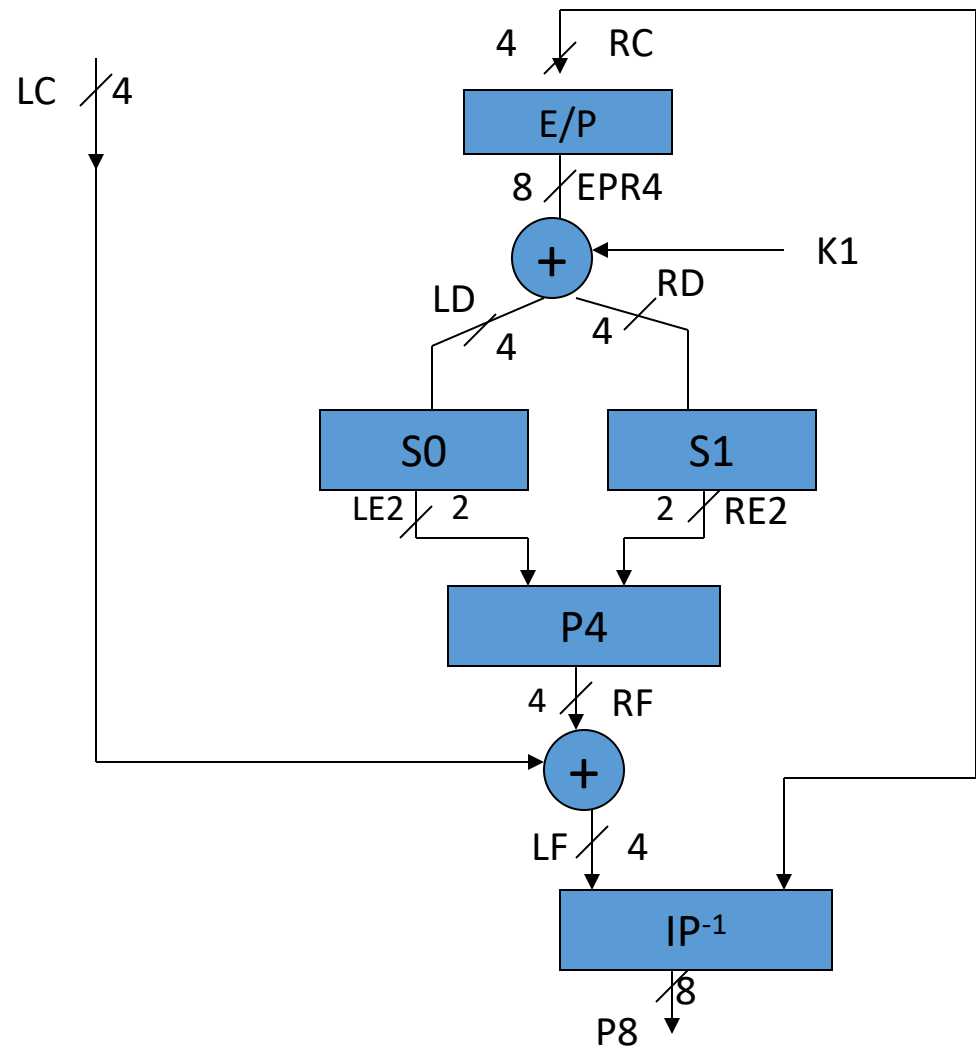 4 RC
LC 4
E/P
8 EPR4
+ K1
LD RD
4 4
S0 S1
LE2 2 2 RE2
P4
4 RF
+
LF 4
IP⁻¹
8
P8